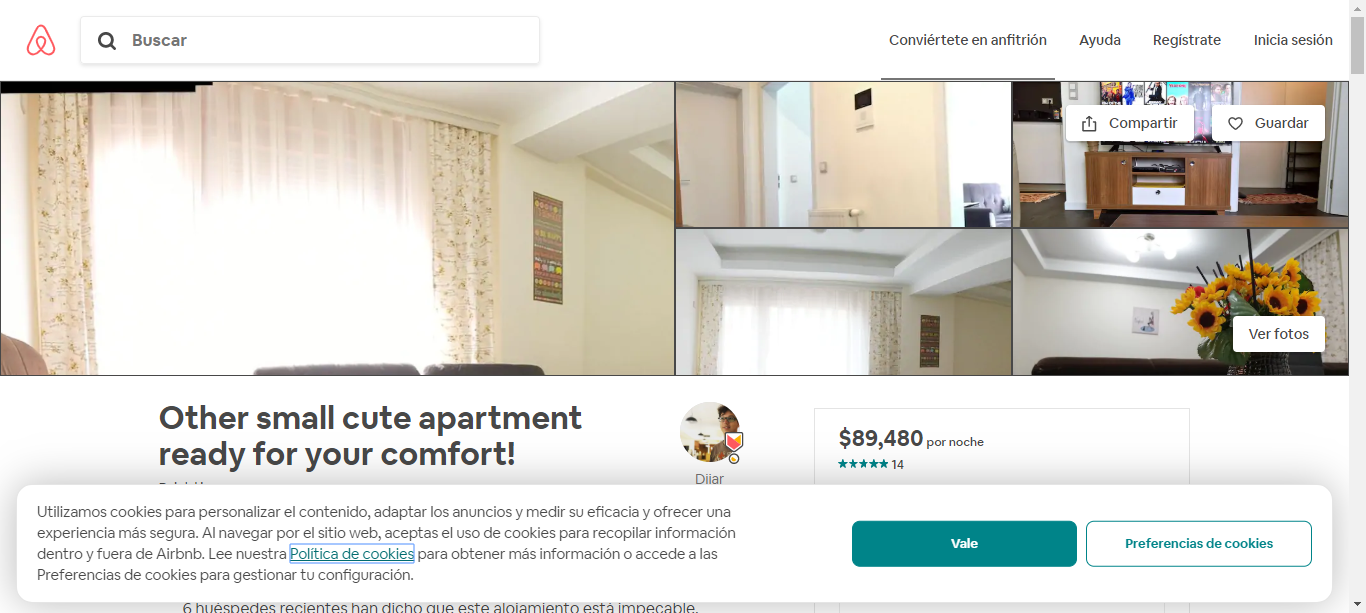 Buscar
Conviértete en anfitrión
Ayuda
Regístrate
Inicia sesión
Compartir
Guardar
Ver fotos
Other small cute apartment
ready for your comfort!
$89,480 por noche
14
Dijar
Utilizamos cookies para personalizar el contenido, adaptar los anuncios y medir su eficacia y ofrecer una
experiencia más segura. Al navegar por el sitio web, aceptas el uso de cookies para recopilar información
dentro y fuera de Airbnb. Lee nuestra Política de cookies para obtener más información o accede a las
Preferencias de cookies para gestionar tu configuración.
Vale
Preferencias de cookies
6 huéspedes recientes han dicho que este alojamiento está impecable.